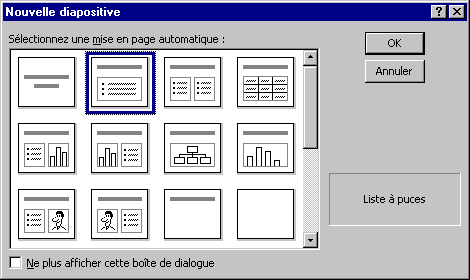 Nouvelle diapositive
Sélectionnez une mise en page automatique :
OK
Annuler
Liste à puces
Ne plus afficher cette boîte de dialogue